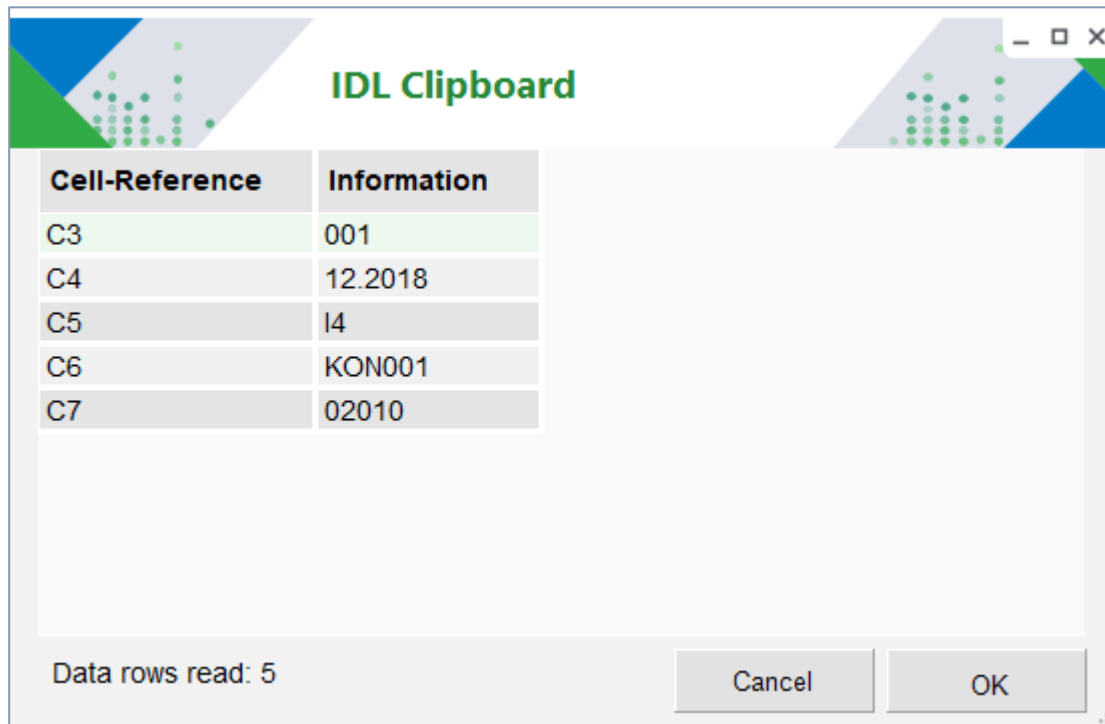 IDL Clipboard
Cell-Reference Information
C3 001
C4 12.2018
C5 I4
C6 KON001
C7 02010
Data rows read: 5
Cancel OK